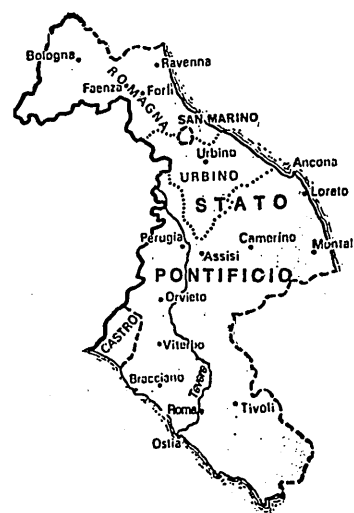 Bologna
Ravenna
ROMAGNA
Faenza
Forlì
SAN MARINO
Urbino
URBINO
Ancona
Loreto
STATO
Perugia
Camerino
Assisi
Montal
PONTIFICIO
Orvieto
CASTRO
Viterbo
Bracciano
Tevere
Roma
Tivoli
Ostia